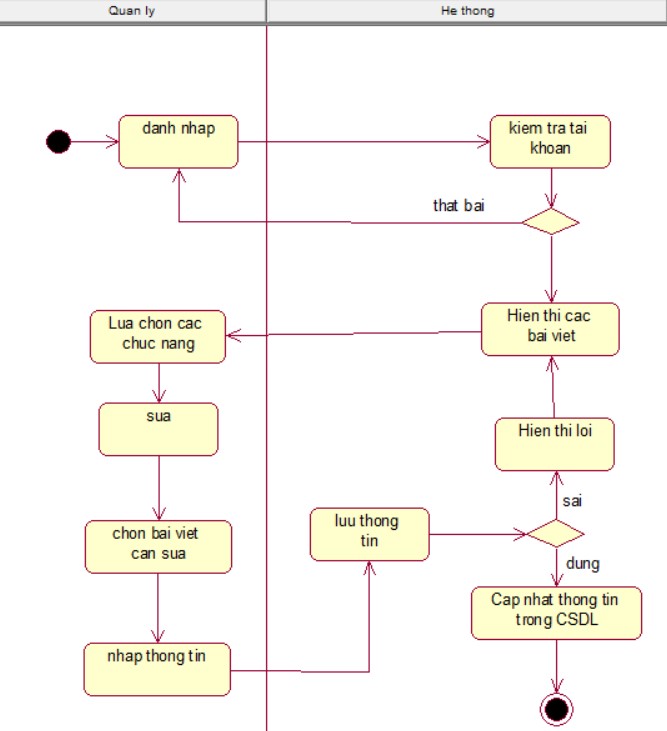 Quan ly
He thong
danh nhap
kiem tra tai
khoan
that bai
Hien thi cac
bai viet
Lua chon cac
chuc nang
sua
Hien thi loi
sai
chon bai viet
can sua
luu thong
tin
dung
Cap nhat thong tin
trong CSDL
nhap thong tin